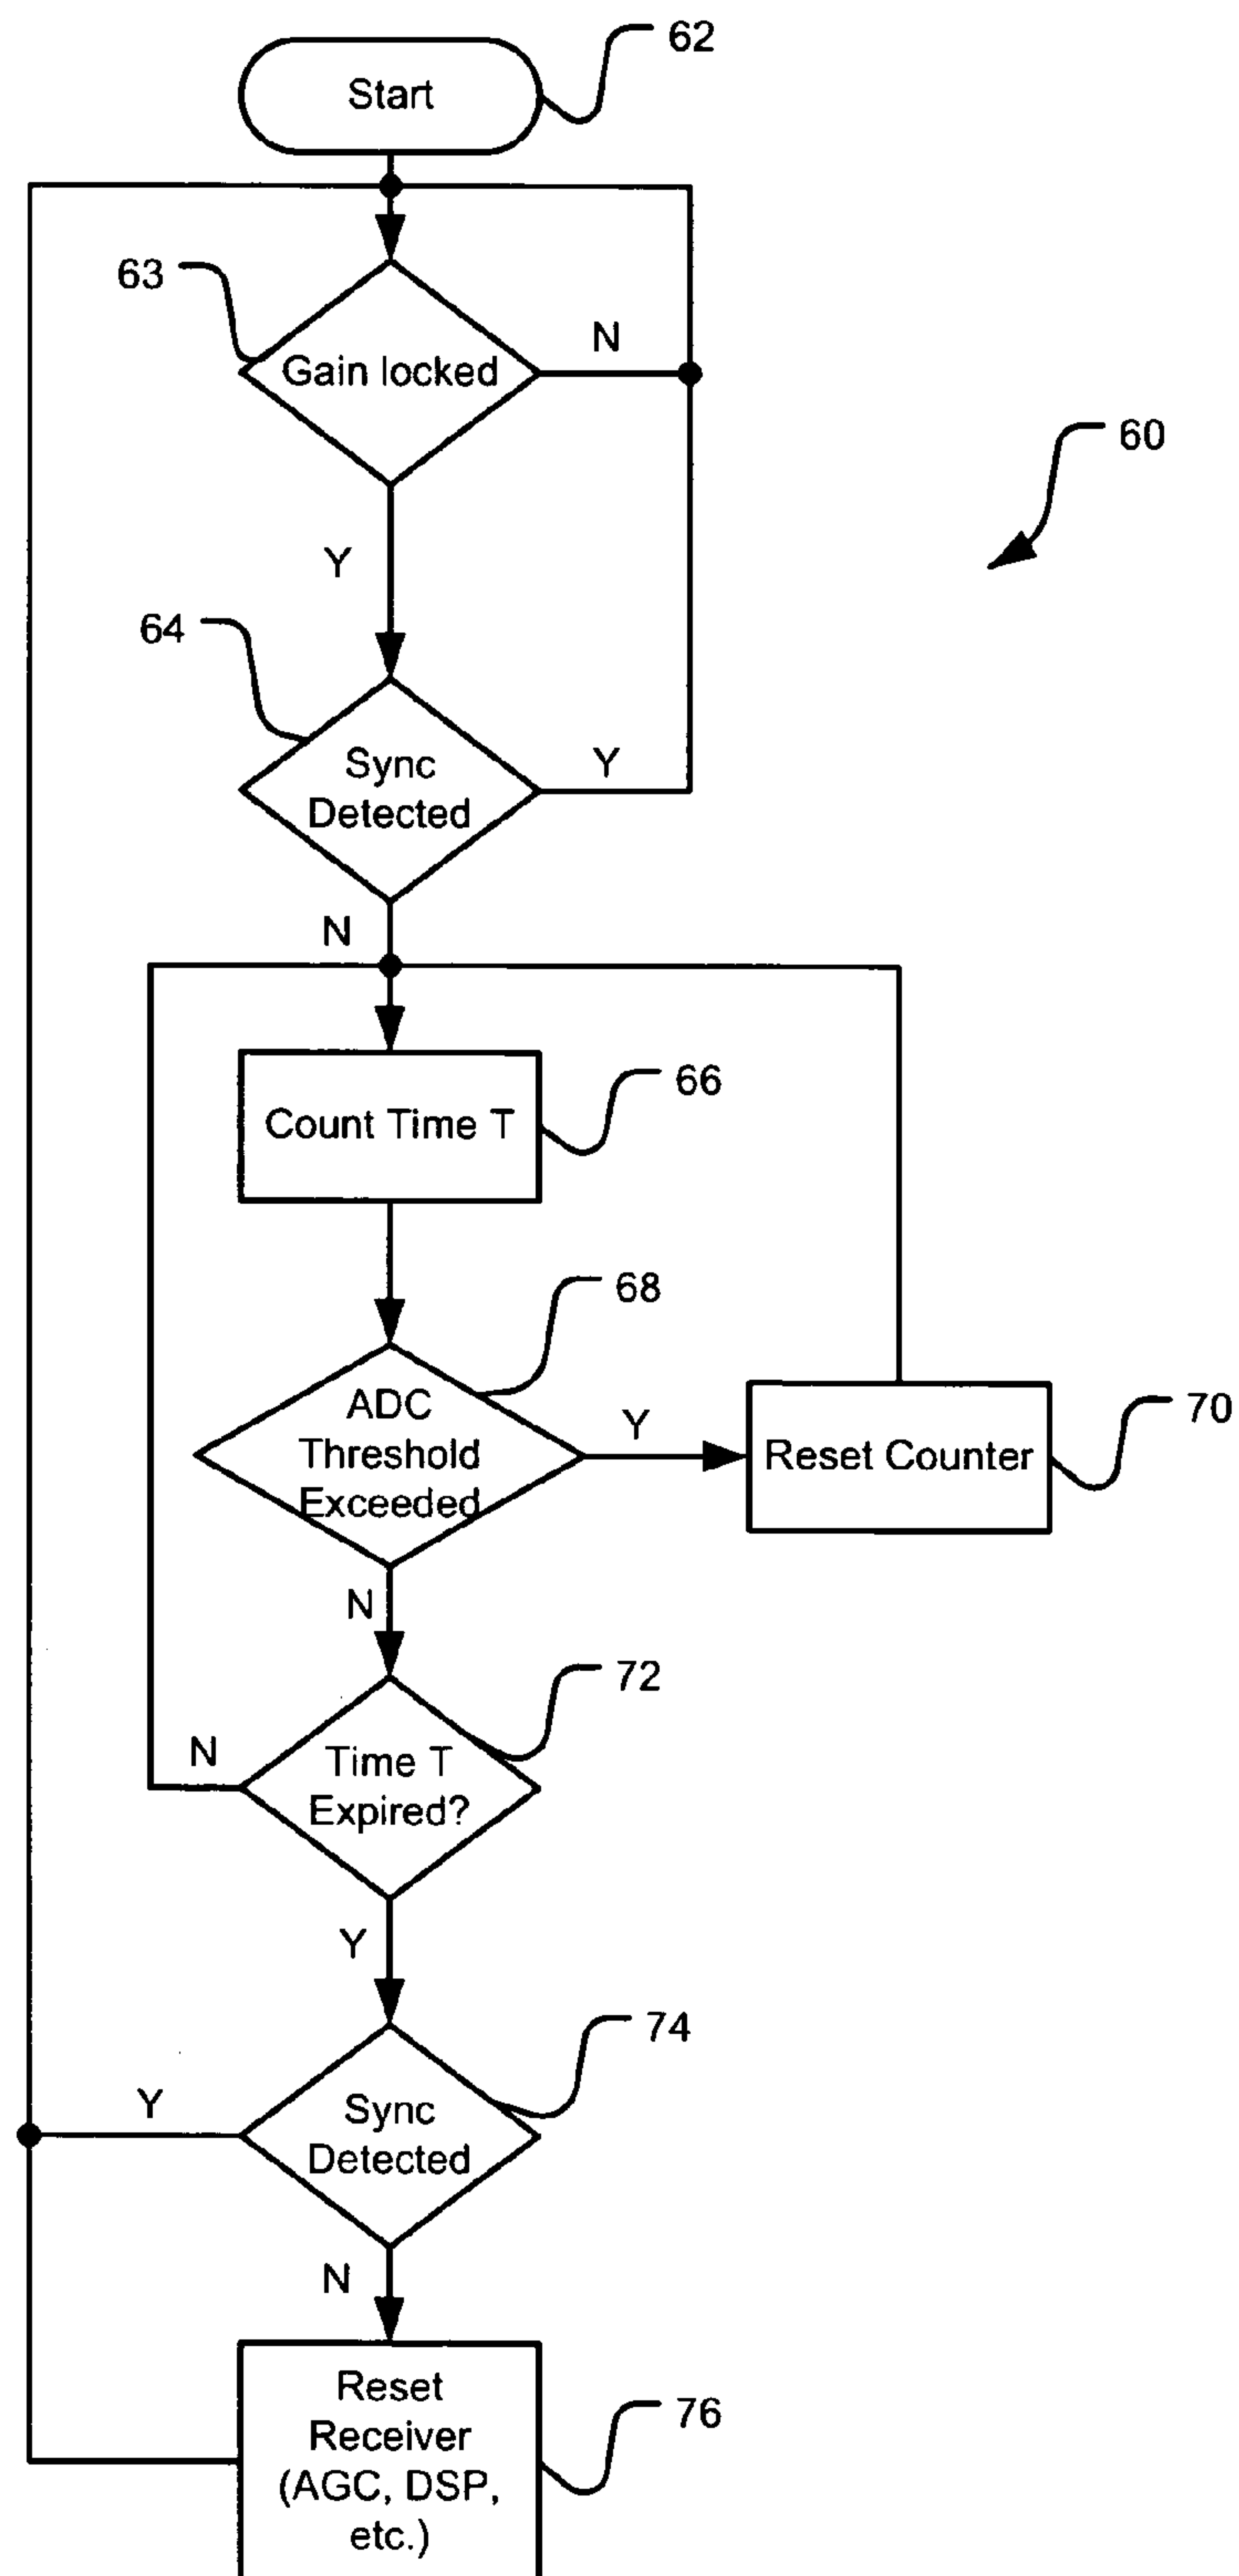 62
Start
63
Gain locked
N
60
Y
64
Sync
Detected
Y
N
66
Count Time T
68
ADC
Threshold
Exceeded
Y
70
Reset Counter
N
72
Time T
Expired?
N
Y
74
Sync
Detected
Y
N
76
Reset
Receiver
(AGC, DSP,
etc.)